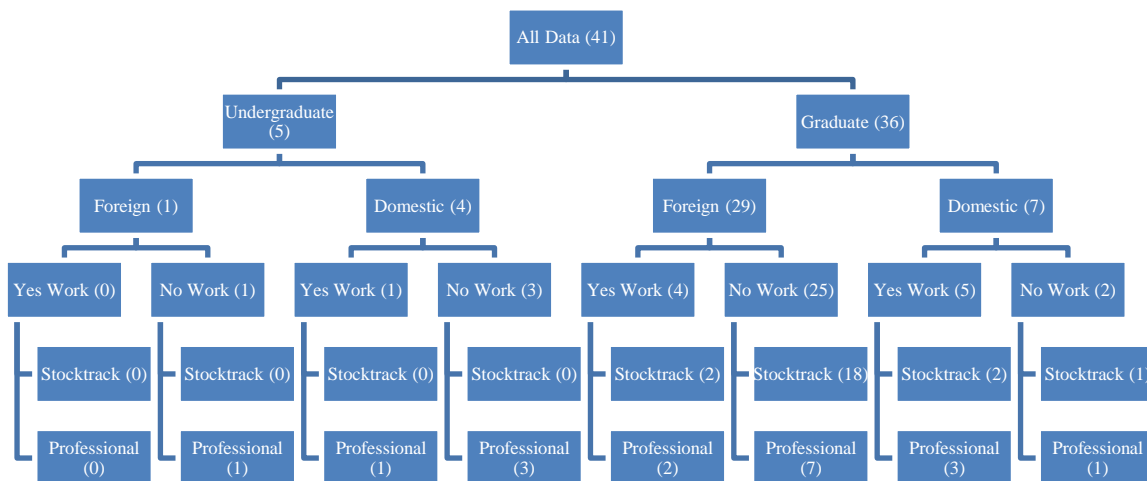 All Data (41)
Undergraduate
(5)
Graduate (36)
Foreign (1)
Domestic (4)
Foreign (29)
Domestic (7)
Yes Work (0)
No Work (1)
Yes Work (1)
No Work (3)
Yes Work (4)
No Work (25)
Yes Work (5)
No Work (2)
Stocktrack (0)
Stocktrack (0)
Stocktrack (0)
Stocktrack (0)
Stocktrack (2)
Stocktrack (18)
Stocktrack (2)
Stocktrack (1)
Professional
(0)
Professional
(1)
Professional
(1)
Professional
(3)
Professional
(2)
Professional
(7)
Professional
(3)
Professional
(1)